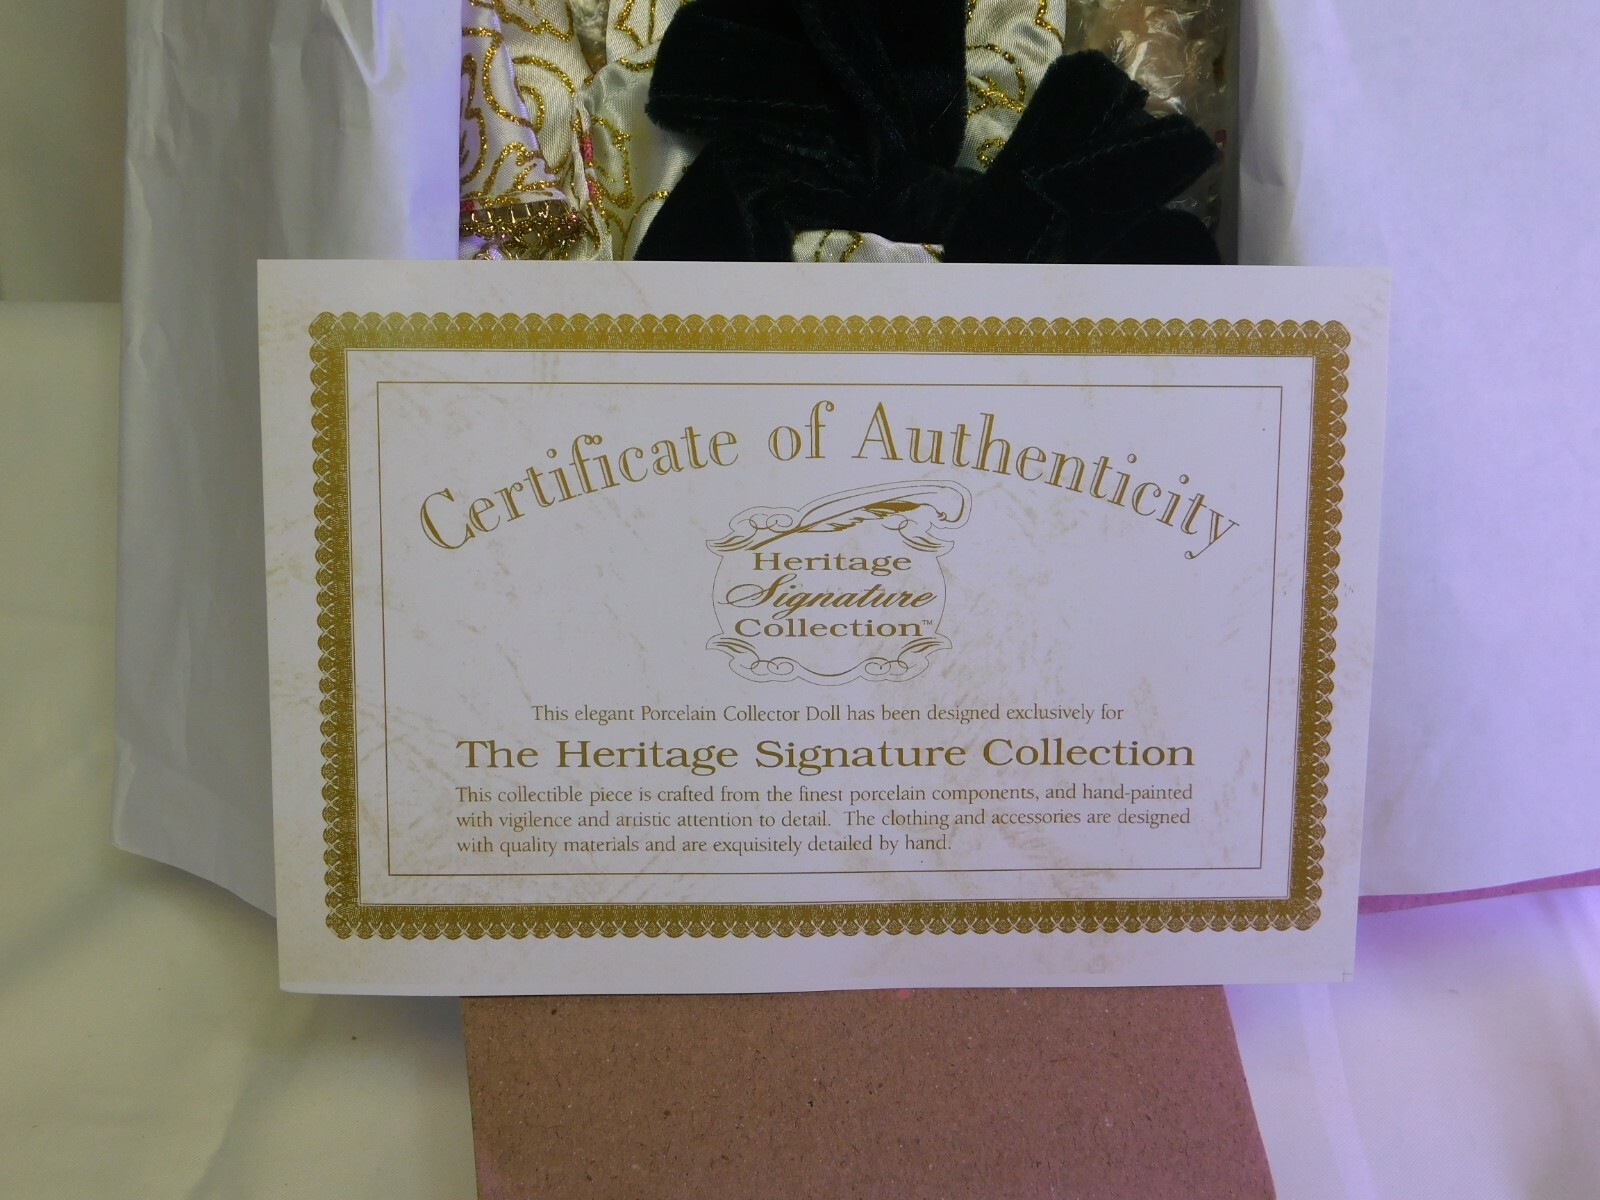 Certificate of Authenticity
Heritage
Signature
Collection™
This elegant Porcelain Collector Doll has been designed exclusively for
The Heritage Signature Collection
This collectible piece is crafted from the finest porcelain components, and hand-painted
with vigilence and artistic attention to detail. The clothing and accessories are designed
with quality materials and are exquisitely detailed by hand.